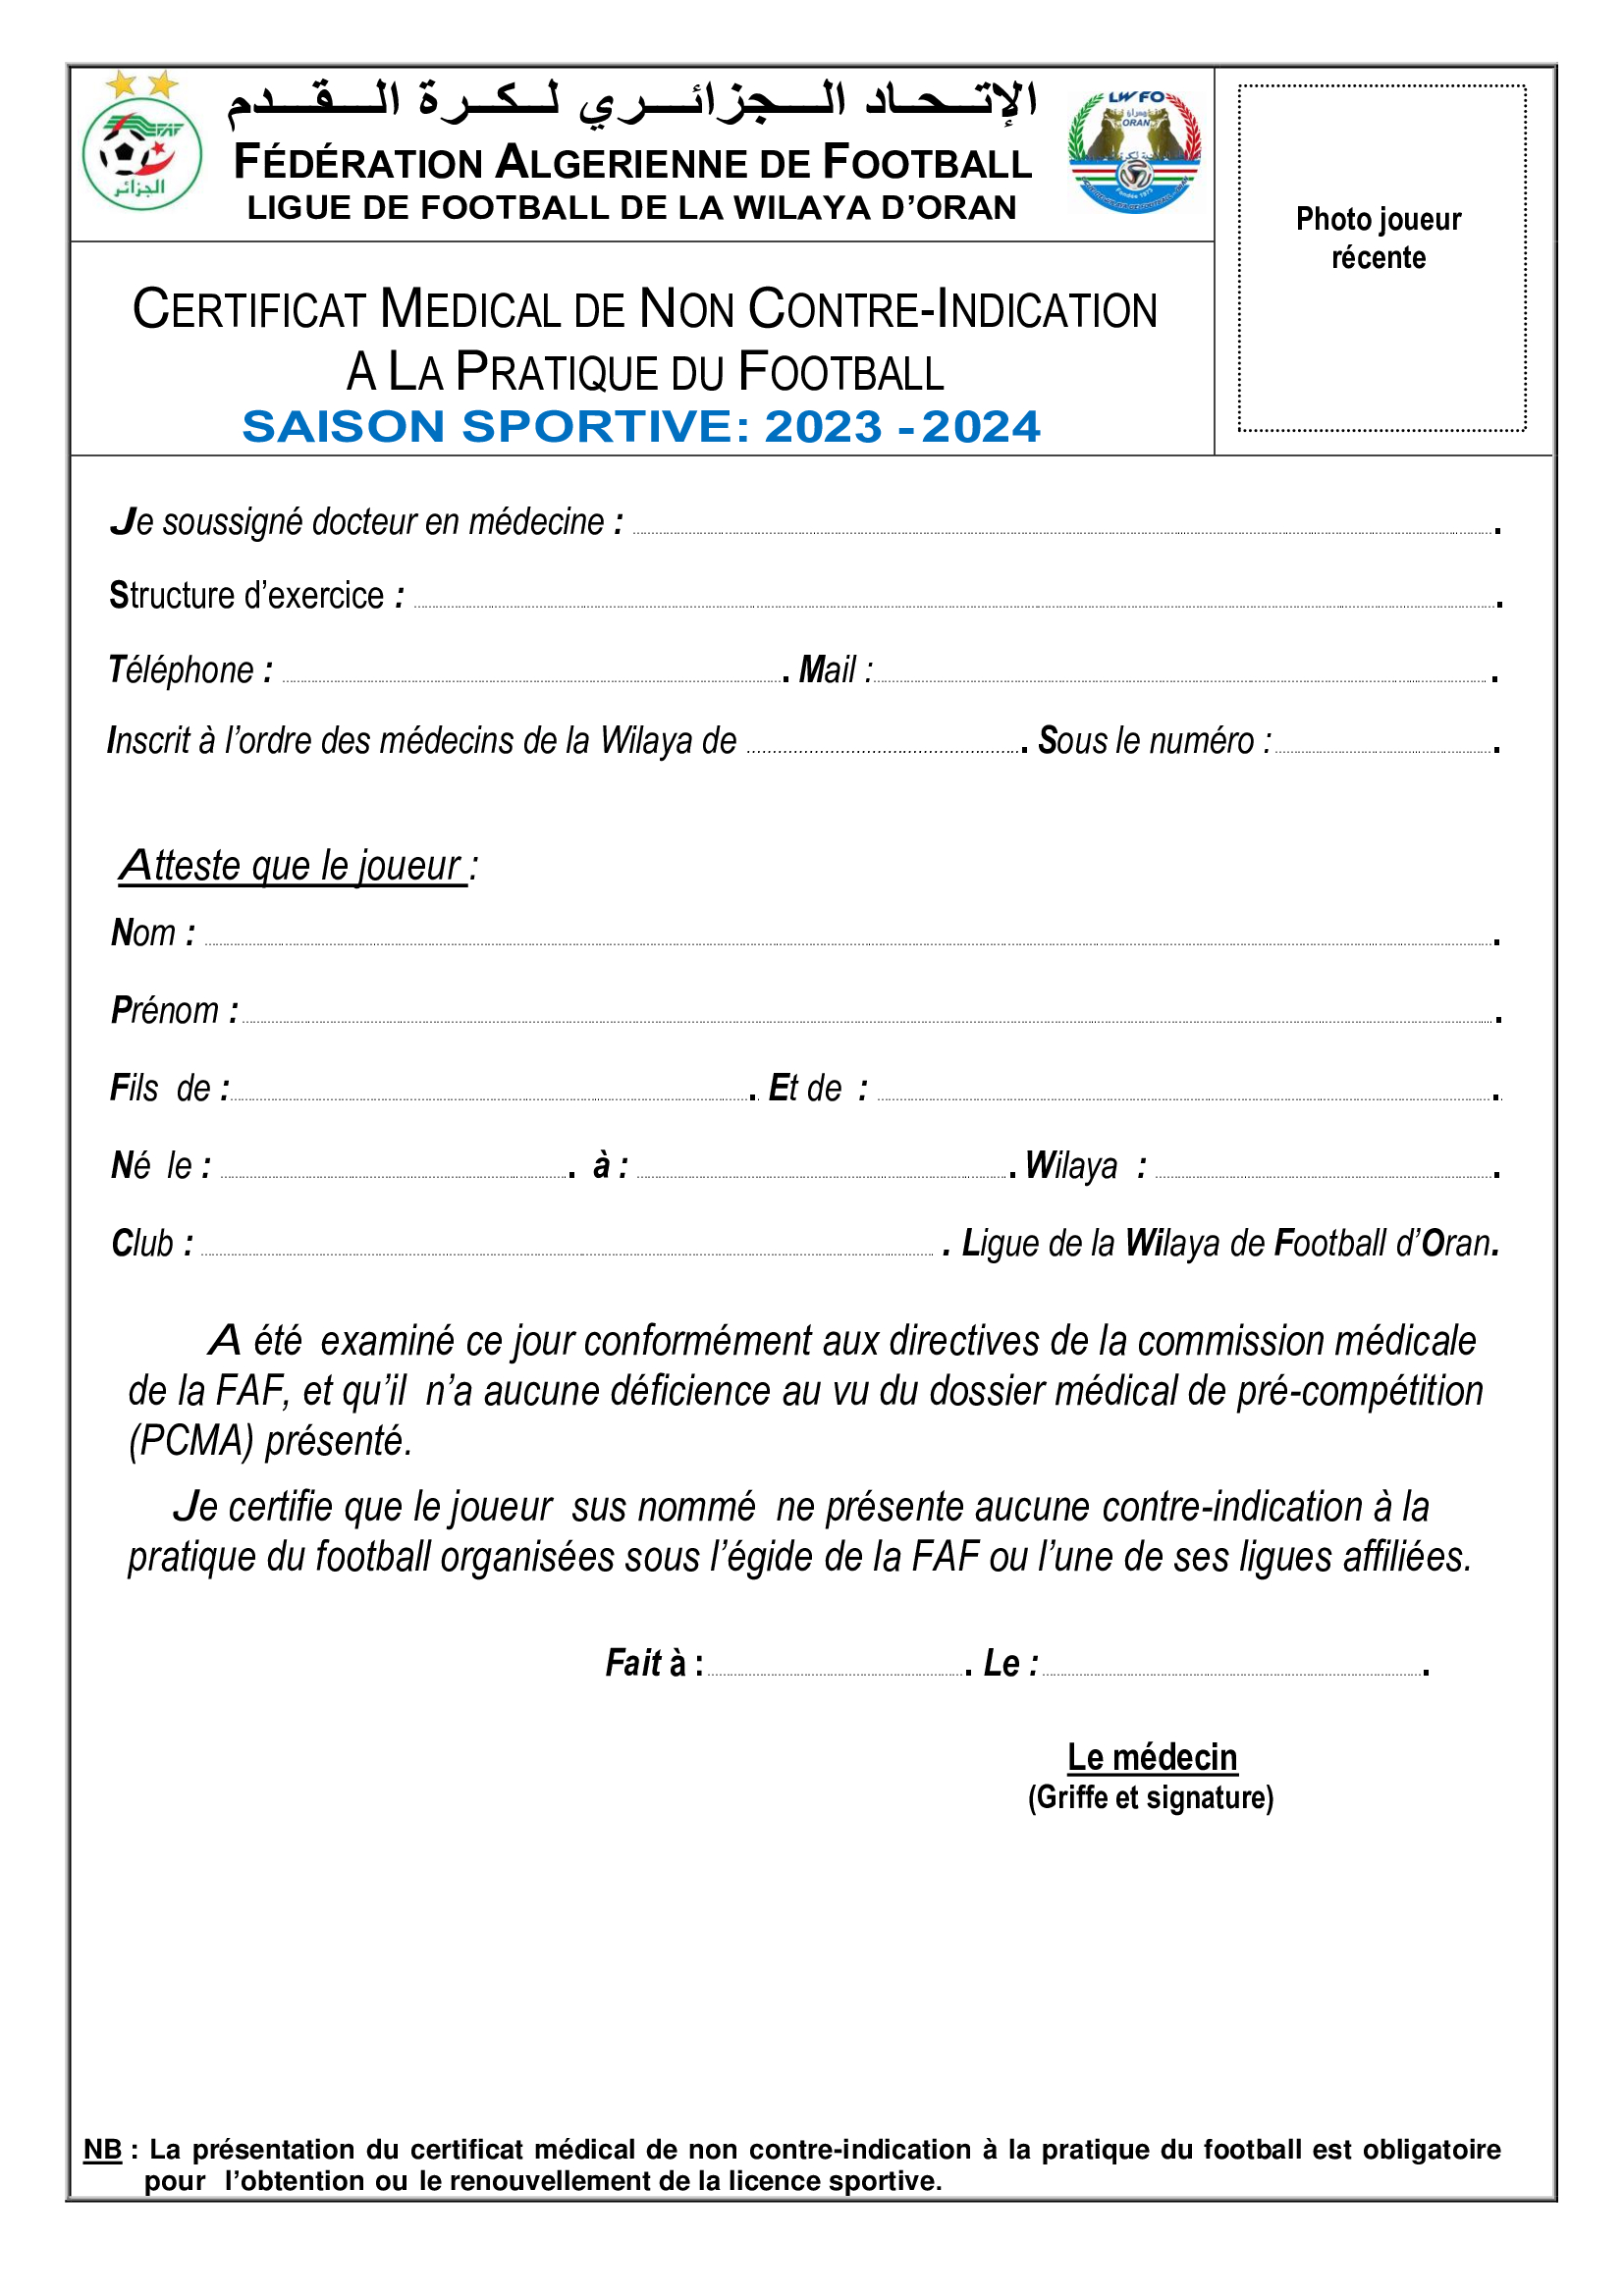 الإتحاد الجزائري لكرة القدم
FÉDÉRATION ALGERIENNE DE FOOTBALL
LIGUE DE FOOTBALL DE LA WILAYA D’ORAN
FAF
الجزائر
LWFO
ORAN
Photo joueur
récente
CERTIFICAT MEDICAL DE NON CONTRE-INDICATION
A LA PRATIQUE DU FOOTBALL
SAISON SPORTIVE: 2023 - 2024
Je soussigné docteur en médecine : .
Structure d’exercice : .
Téléphone : . Mail : .
Inscrit à l’ordre des médecins de la Wilaya de . Sous le numéro : .
Atteste que le joueur :
Nom : .
Prénom : .
Fils de : . Et de : .
Né le : . à : . Wilaya : .
Club : . Ligue de la Wilaya de Football d’Oran.
A été examiné ce jour conformément aux directives de la commission médicale
de la FAF, et qu’il n’a aucune déficience au vu du dossier médical de pré-compétition
(PCMA) présenté.
Je certifie que le joueur sus nommé ne présente aucune contre-indication à la
pratique du football organisées sous l’égide de la FAF ou l’une de ses ligues affiliées.
Fait à : . Le : .
Le médecin
(Griffe et signature)
NB : La présentation du certificat médical de non contre-indication à la pratique du football est obligatoire
pour l’obtention ou le renouvellement de la licence sportive.